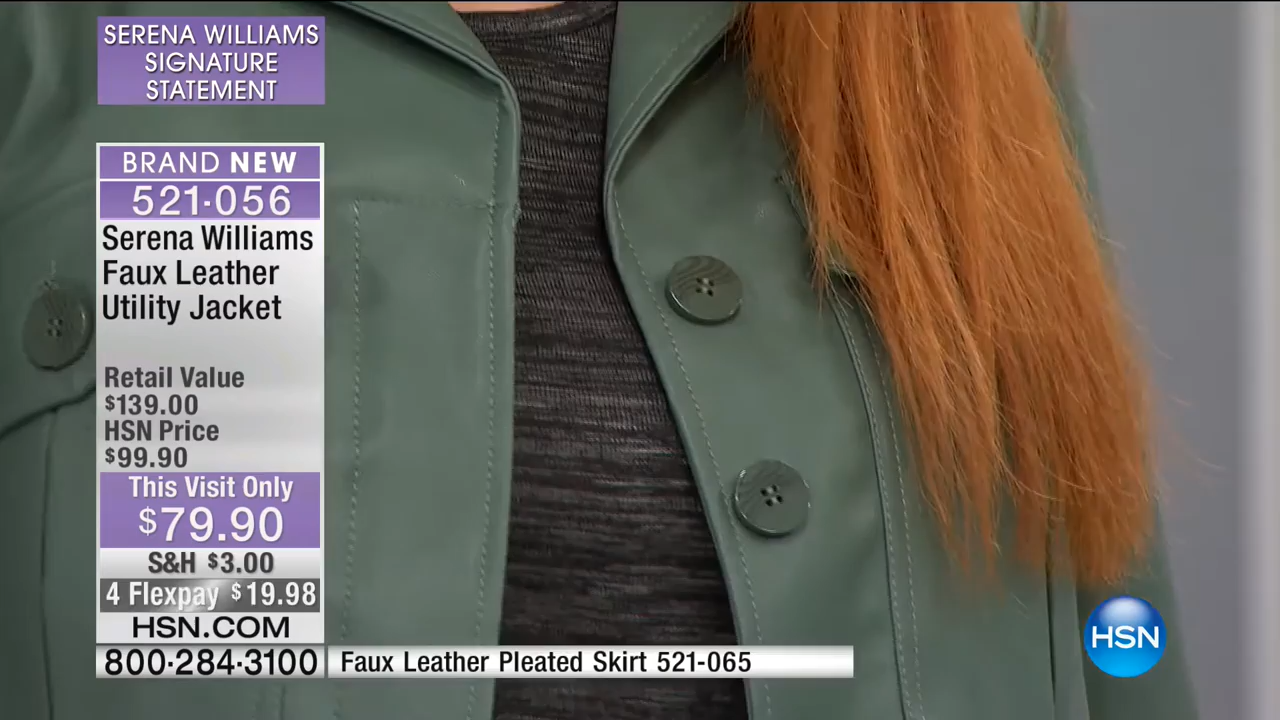 SERENA WILLIAMS
SIGNATURE
STATEMENT
BRAND NEW
521·056
Serena Williams
Faux Leather
Utility Jacket
Retail Value
$139.00
HSN Price
$99.90
This Visit Only
$79.90
S&H $3.00
4 Flexpay $19.98
HSN.COM
800·284·3100
Faux Leather Pleated Skirt 521-065
HSN